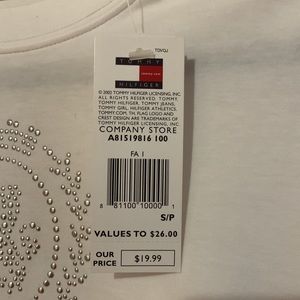 TOMMY
HILFIGER
© 2003 TOMMY HILFIGER LICENSING, INC
ALL RIGHTS RESERVED. TOMMY,
TOMMY HILFIGER, TOMMY JEANS,
TOMMY GIRL, HILFIGER ATHLETICS,
TOMMY.COM, TH, FLAG LOGO AND
CREST DESIGN ARE TRADEMARKS OF
TOMMY HILFIGER LICENSING, INC
COMPANY STORE
A81519816 100
FA 1
8 81100 10000 1
S/P
VALUES TO $26.00
OUR PRICE $19.99